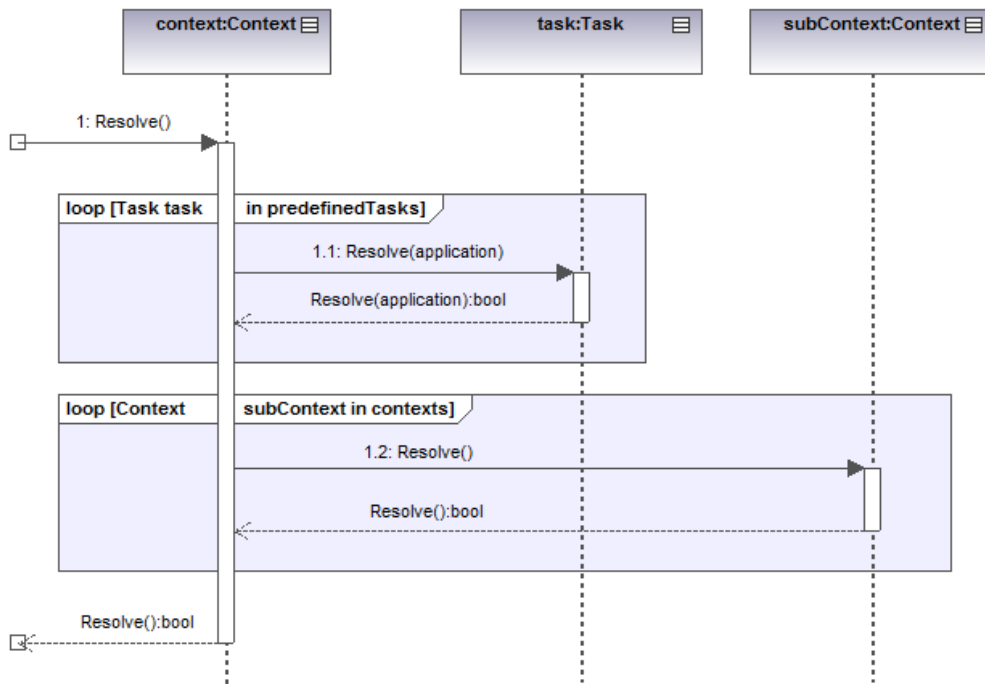 context:Context
task:Task
subContext:Context
1: Resolve()
loop [Task task in predefinedTasks]
1.1: Resolve(application)
Resolve(application):bool
loop [Context subContext in contexts]
1.2: Resolve()
Resolve():bool
Resolve():bool